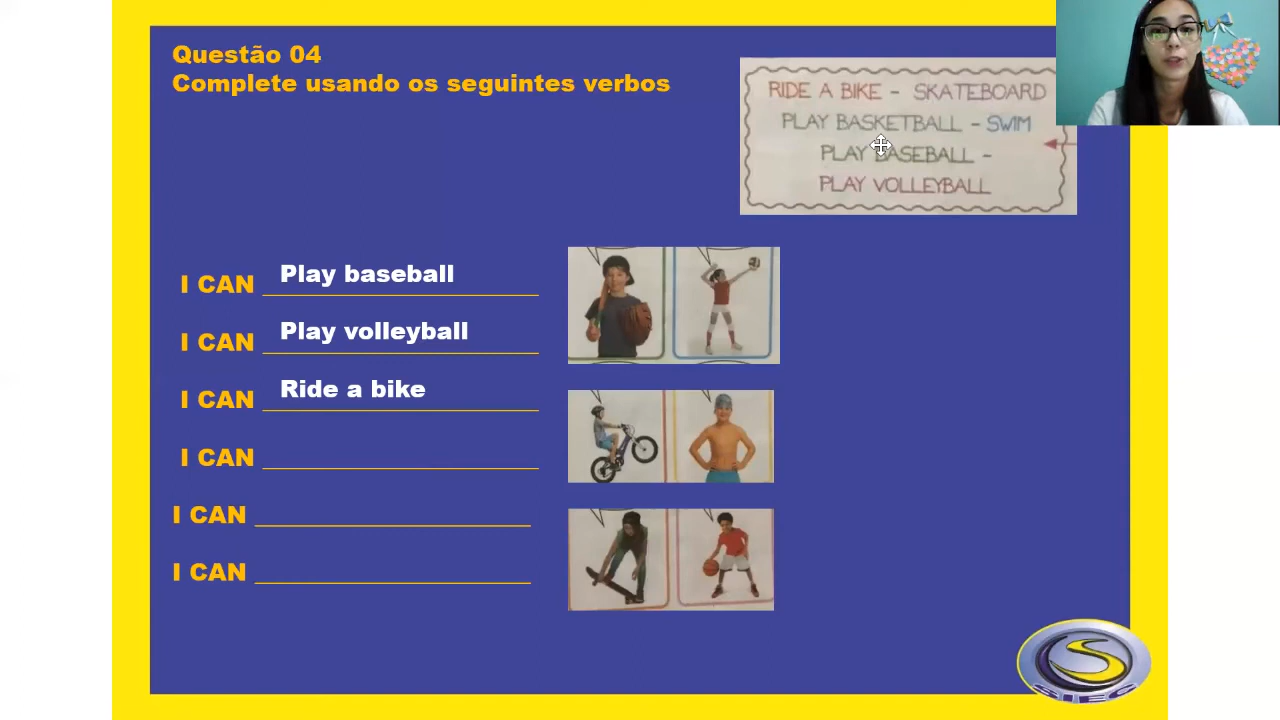 Questão 04
Complete usando os seguintes verbos
RIDE A BIKE - SKATEBOARD
PLAY BASKETBALL - SWIM
PLAY BASEBALL -
PLAY VOLLEYBALL
I CAN Play baseball
I CAN Play volleyball
I CAN Ride a bike
I CAN
I CAN
I CAN
SIEC